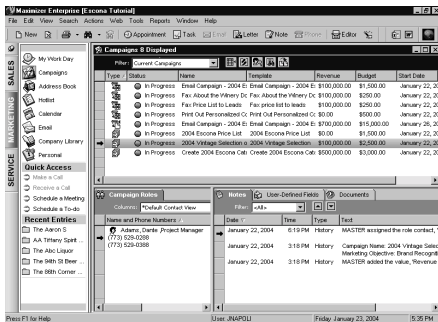 Maximizer Enterprise [Escona Tutorial]
File Edit View Search Actions Web Tools Reports Window Help
New Appointment Task Email Letter Note Phone Editor
SALES
MARKETING
SERVICE
My Work Day
Campaigns
Address Book
Hotlist
Calendar
Email
Company Library
Personal
Quick Access
Make a Call
Receive a Call
Schedule a Meeting
Schedule a To-do
Recent Entries
The Aaron S
AA Tiffany Spirit ...
The Abc Liquor
The 94th St Beer ...
The 86th Corner ...
Campaigns 8 Displayed
Filter: Current Campaigns
Type Status Name Template Revenue Budget Start Date
In Progress Email Campaign - 2004 E Email Campaign - 2004 E $100,000.00 $1,500.00 January 22, 20
In Progress Fax About the Winery Dc Fax About the Winery Dc $100,000.00 $250.00 January 22, 20
In Progress Fax Price List to Leads Fax price list to leads $100,000.00 $250.00 January 22, 20
In Progress Print Out Personalized Cc Print Out Personalized Cc $0.00 $500.00 January 22, 20
In Progress Email Campaign - 2004 E Email Campaign - 2004 E $700,000.00 $15,000.00 January 26, 20
In Progress 2004 Escona Price List 2004 Escona Price List $0.00 $1,500.00 January 22, 20
In Progress 2004 Vintage Selection o 2004 Vintage Selection $100,000.00 $2,500.00 January 22, 20
In Progress Create 2004 Escona Cat Create 2004 Escona Cat $500,000.00 $3,000.00 January 22, 20
Campaign Roles
Columns: *Default Contact View
Name and Phone Numbers
Adams, Dante ,Project Manager
(773) 529-0288
(773) 529-0388
Notes User-Defined Fields Documents
Filter: <All>
Date Time Type Text
January 22, 2004 6:19 PM History MASTER assigned the role contact, '
January 22, 2004 3:18 PM History Campaign Name: 2004 Vintage Selec
Marketing Objective: Brand Recogniti
January 22, 2004 3:18 PM History MASTER added the value, 'Revenue
Press F1 for Help User: JNAPOLI Friday January 23, 2004 5:35 PM